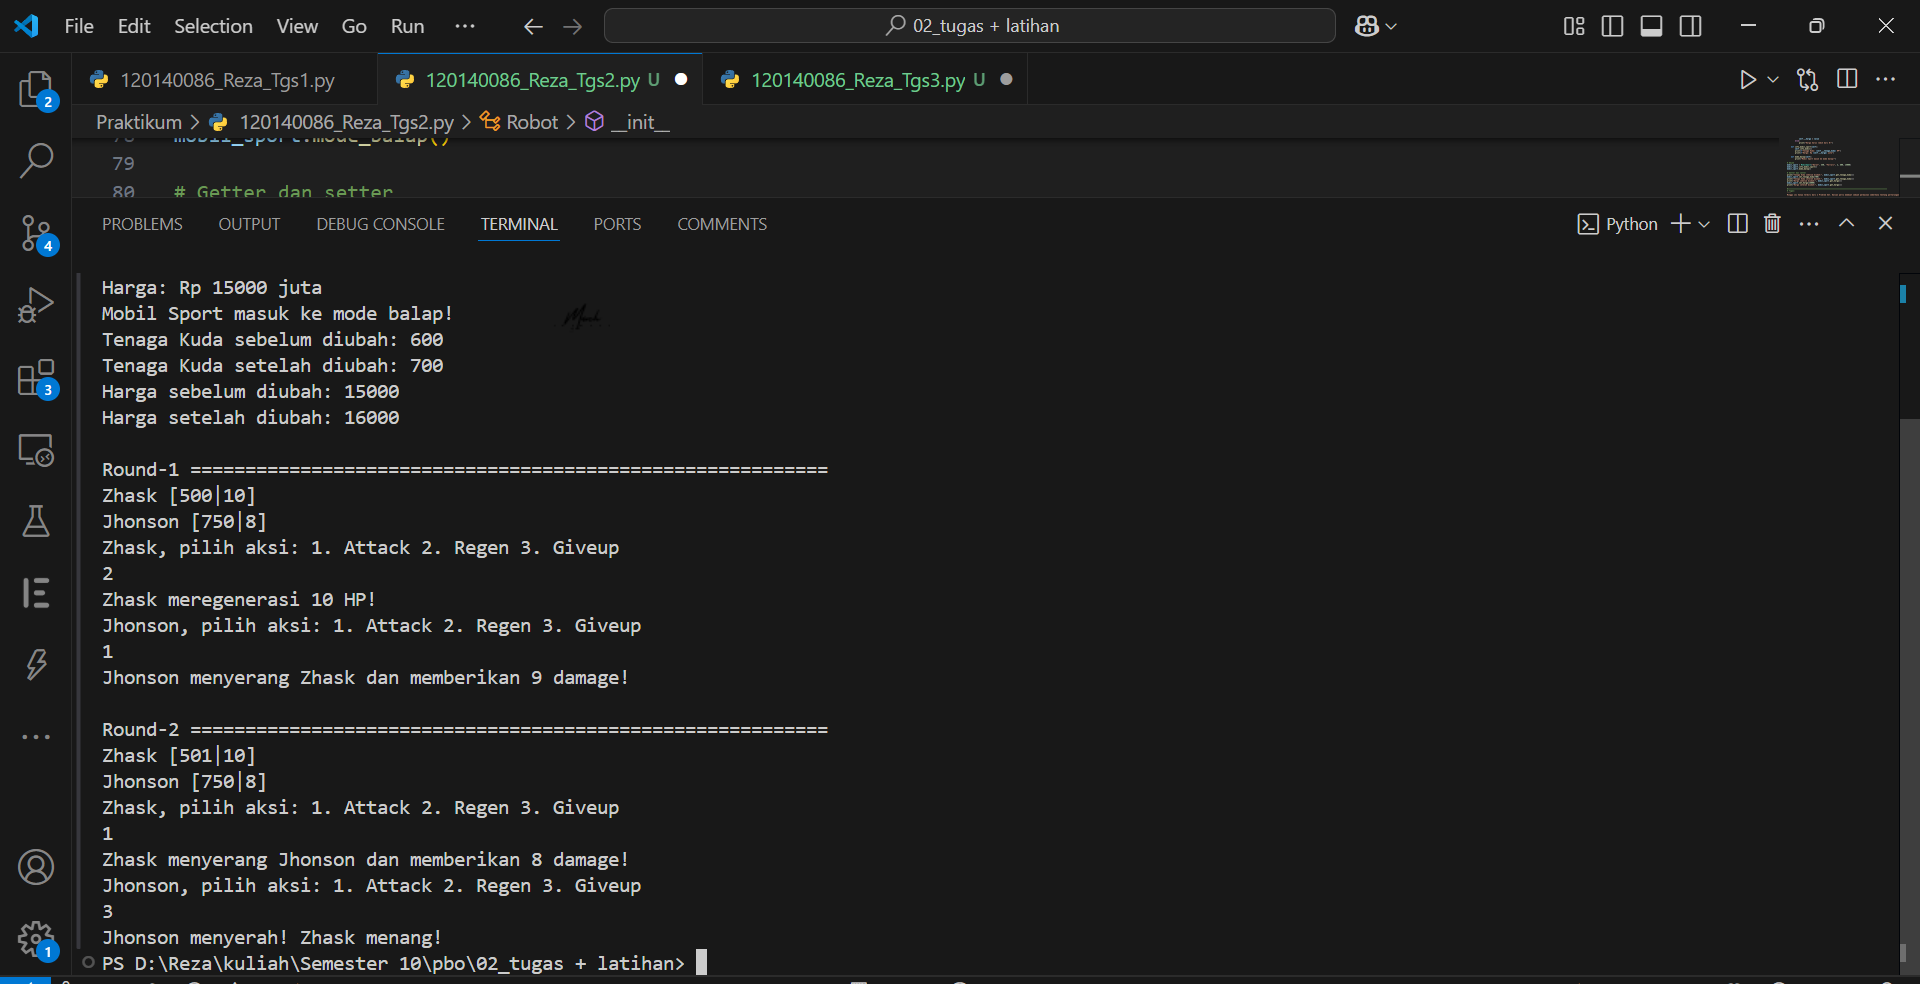 File Edit Selection View Go Run ... 02_tugas + latihan
120140086_Reza_Tgs1.py 120140086_Reza_Tgs2.py U 120140086_Reza_Tgs3.py U
Praktikum > 120140086_Reza_Tgs2.py > Robot > __init__
78 mobil_sport.mode_balap()
79
80 # Getter dan setter
PROBLEMS OUTPUT DEBUG CONSOLE TERMINAL PORTS COMMENTS Python
Harga: Rp 15000 juta
Mobil Sport masuk ke mode balap!
Tenaga Kuda sebelum diubah: 600
Tenaga Kuda setelah diubah: 700
Harga sebelum diubah: 15000
Harga setelah diubah: 16000
Round-1 ==========================================================
Zhask [500|10]
Jhonson [750|8]
Zhask, pilih aksi: 1. Attack 2. Regen 3. Giveup
2
Zhask meregenerasi 10 HP!
Jhonson, pilih aksi: 1. Attack 2. Regen 3. Giveup
1
Jhonson menyerang Zhask dan memberikan 9 damage!
Round-2 ==========================================================
Zhask [501|10]
Jhonson [750|8]
Zhask, pilih aksi: 1. Attack 2. Regen 3. Giveup
1
Zhask menyerang Jhonson dan memberikan 8 damage!
Jhonson, pilih aksi: 1. Attack 2. Regen 3. Giveup
3
Jhonson menyerah! Zhask menang!
PS D:\Reza\kuliah\Semester 10\pbo\02_tugas + latihan>
2
4
3
1